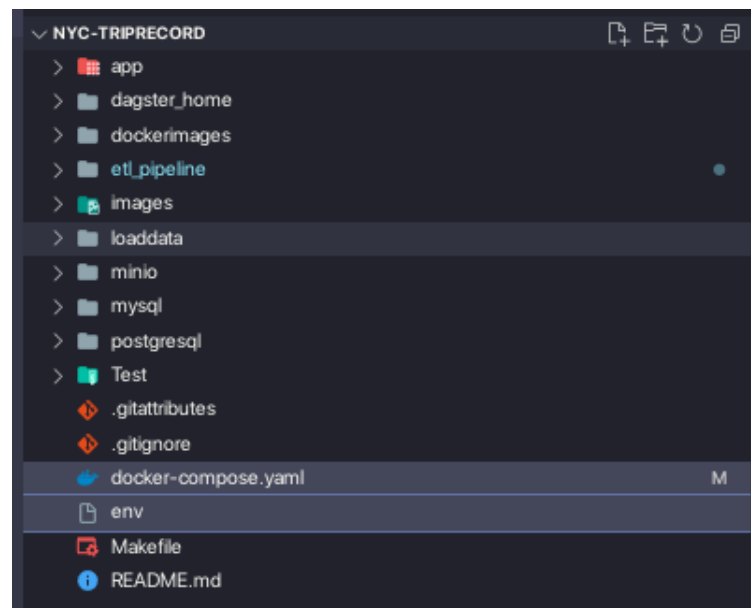 NYC-TRIPRECORD
app
dagster_home
dockerimages
etl_pipeline
images
loaddata
minio
mysql
postgresql
Test
.gitattributes
.gitignore
docker-compose.yaml M
env
Makefile
README.md